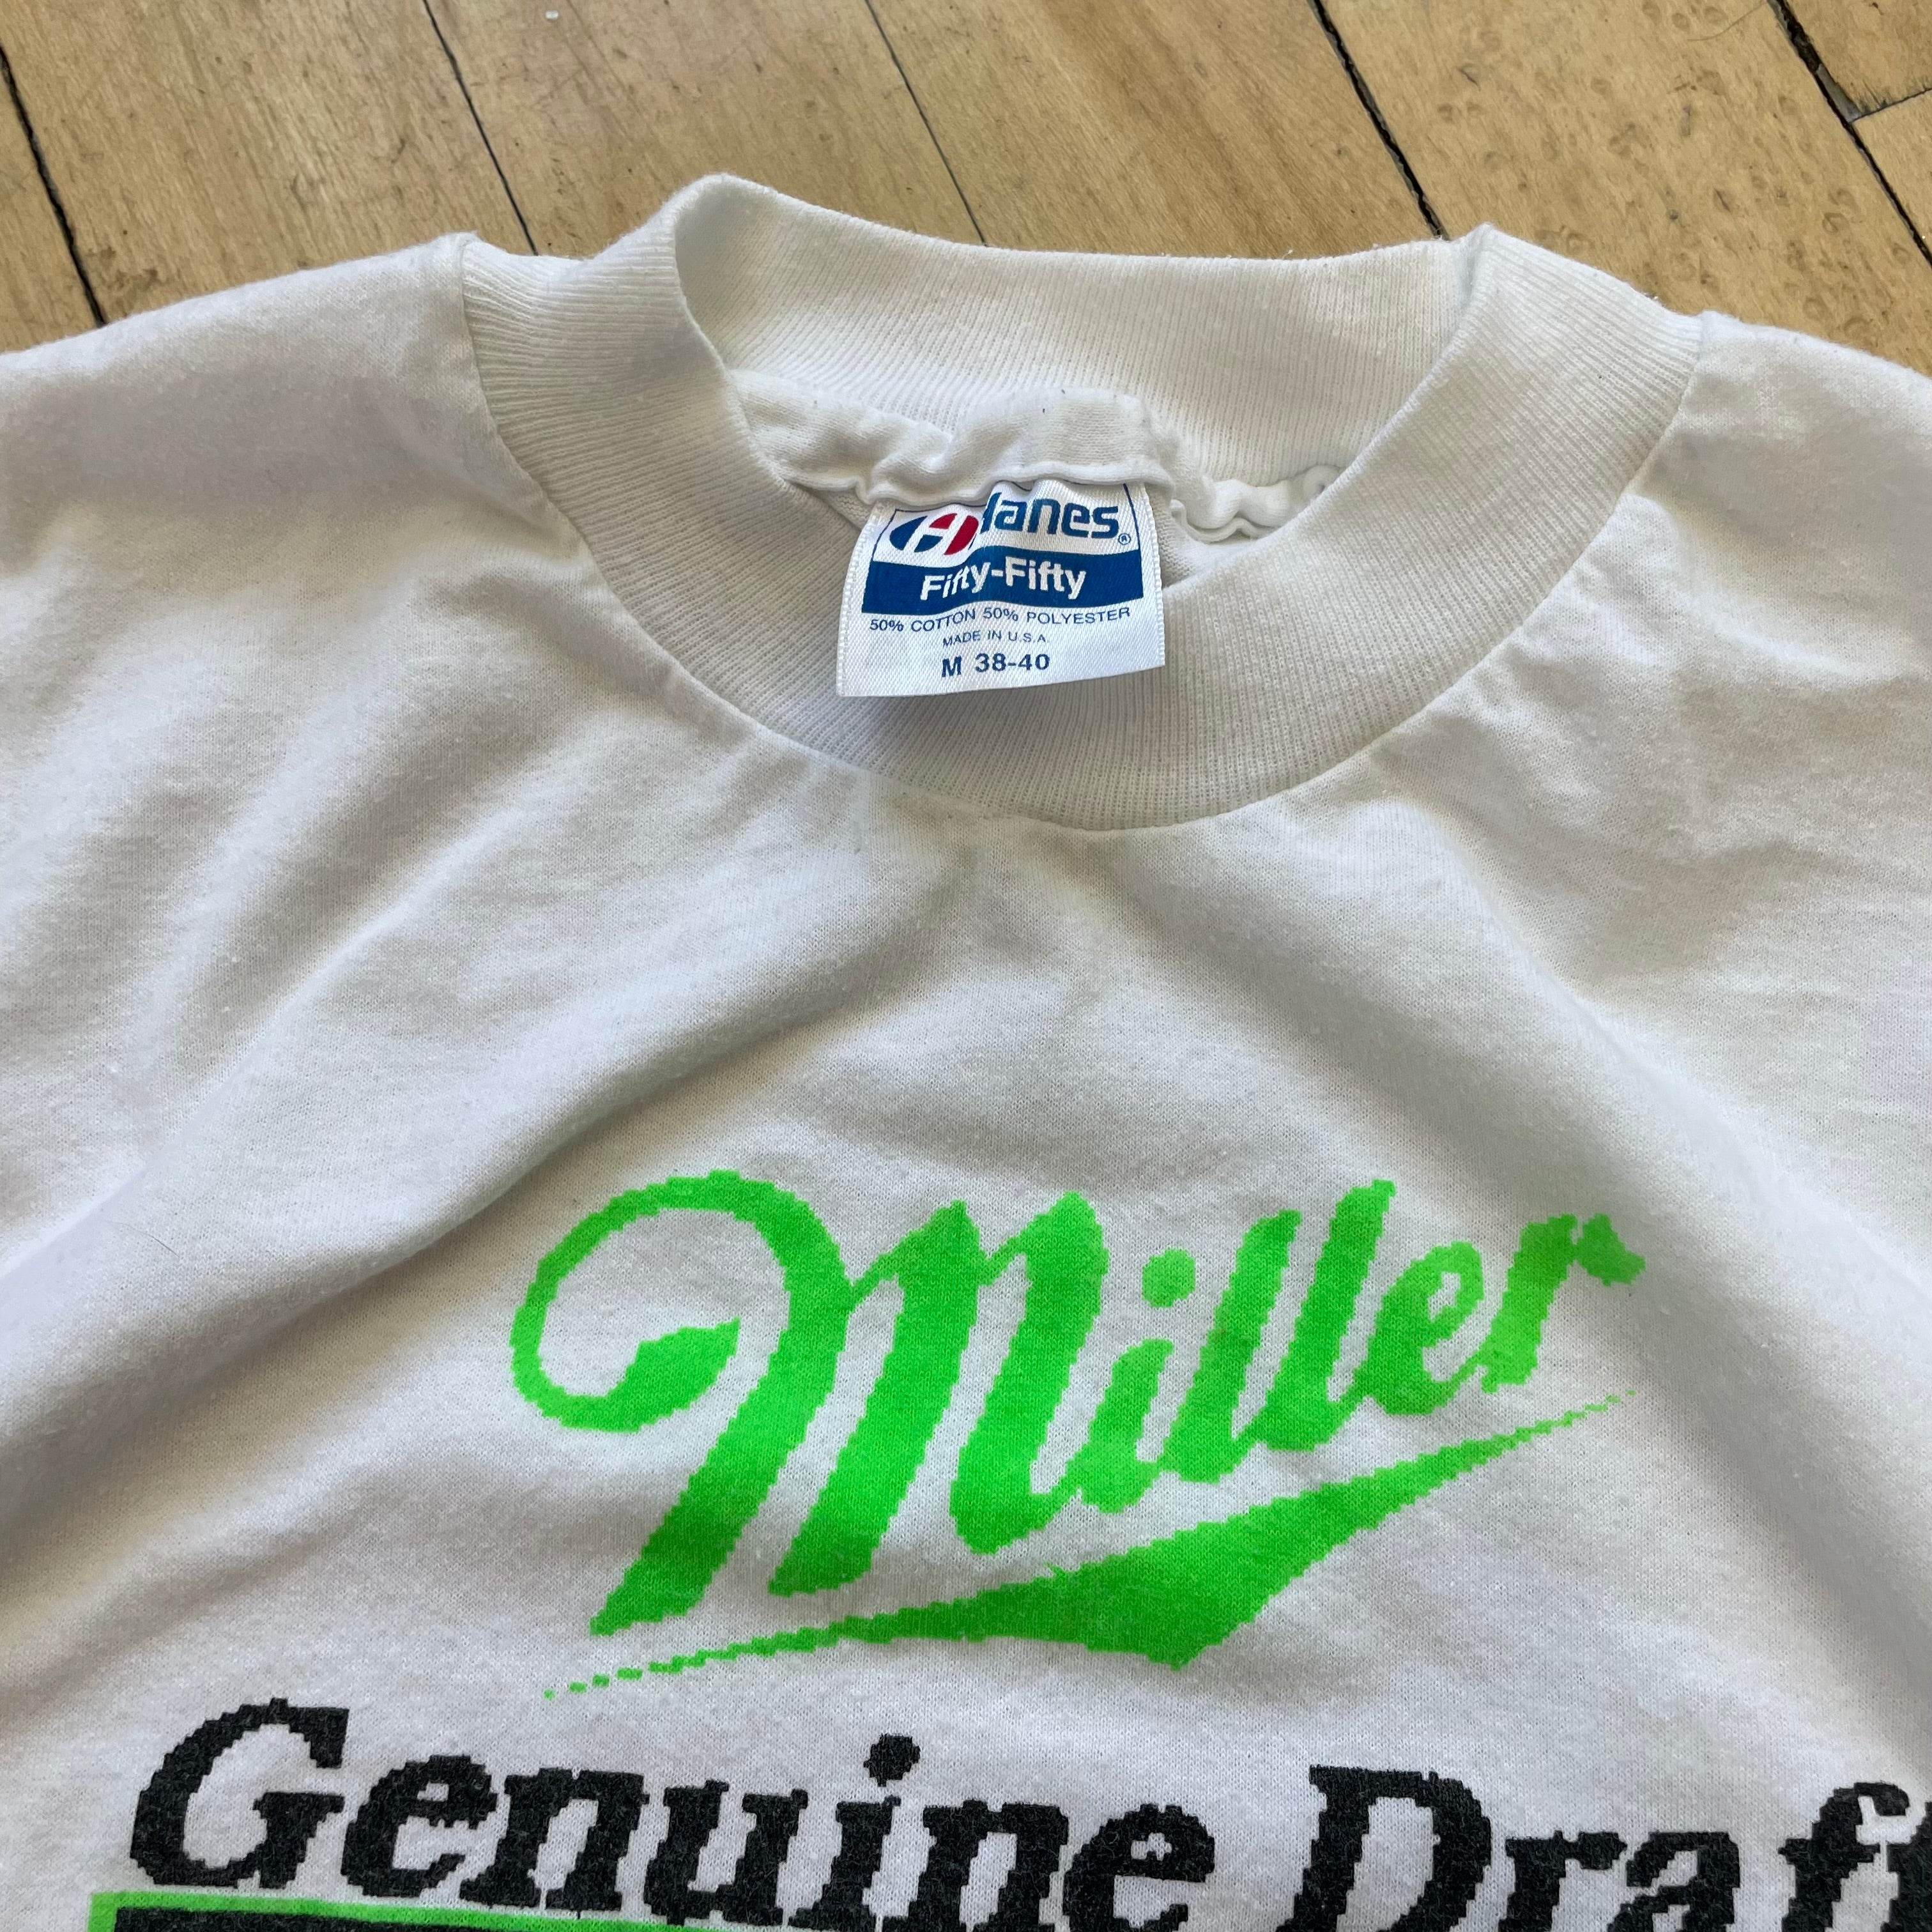 Hanes®
Fifty-Fifty
50% COTTON 50% POLYESTER
MADE IN U.S.A.
M 38-40
Miller
Genuine Draft